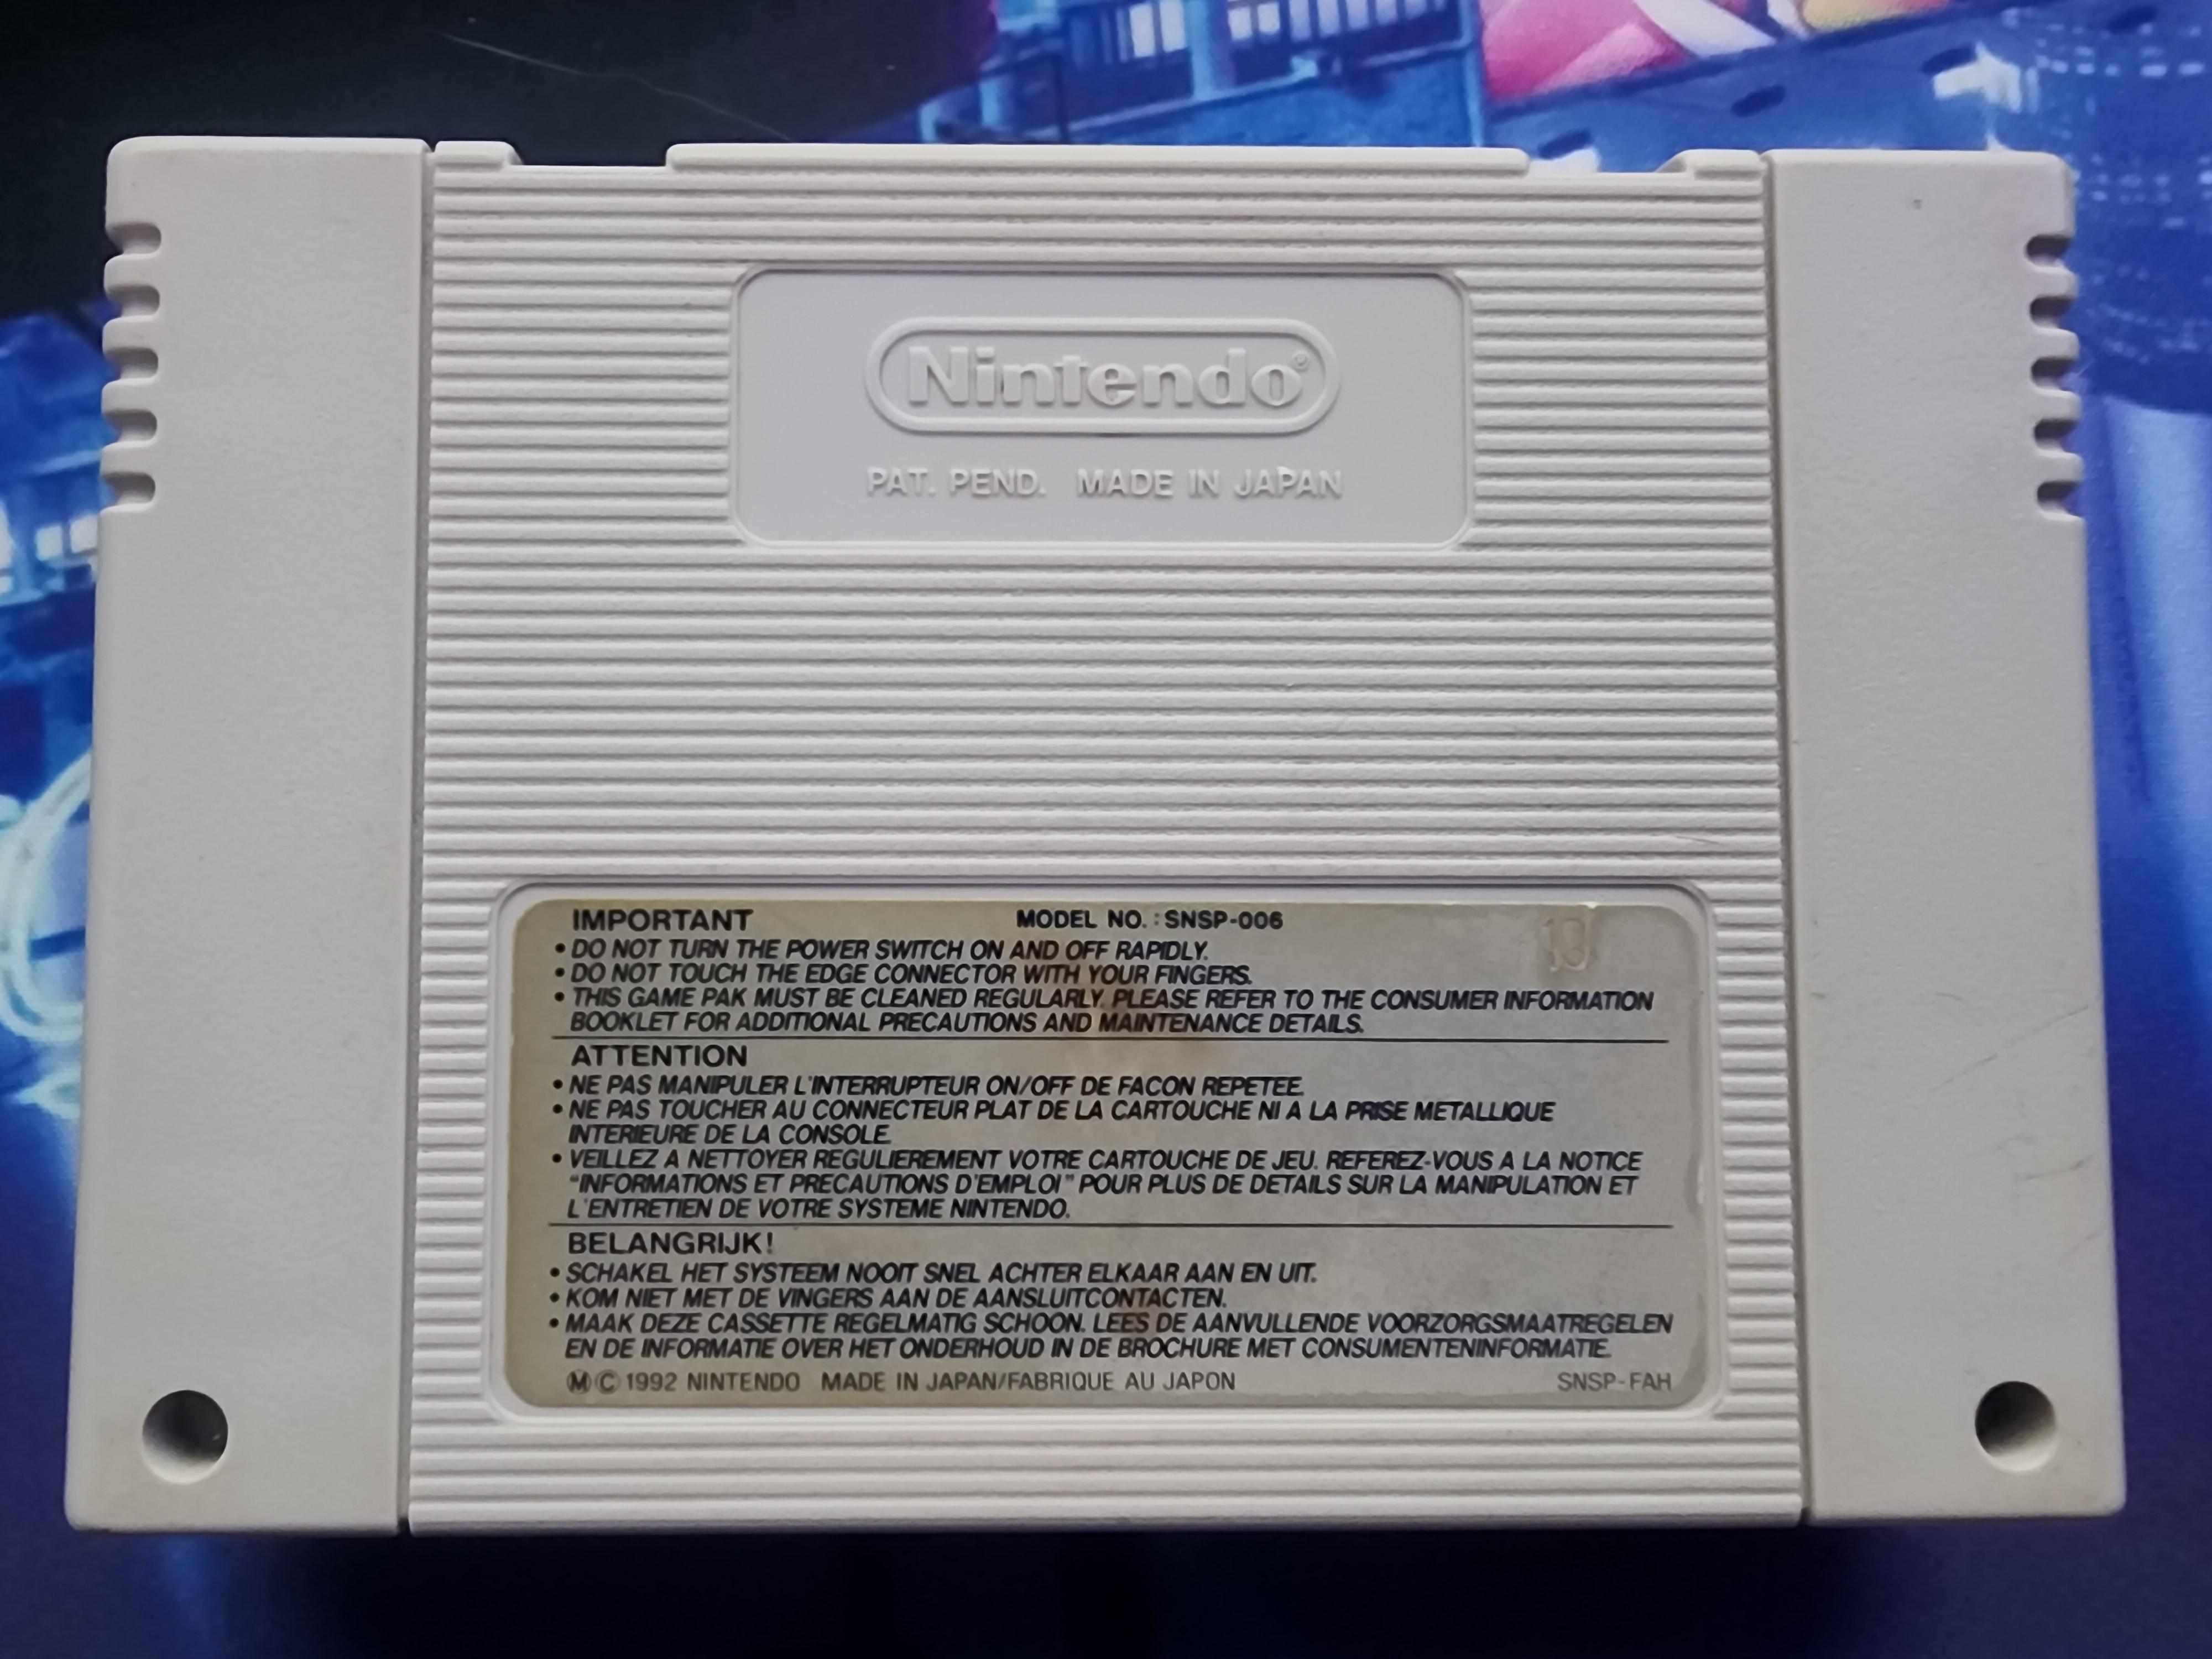 Nintendo®
PAT. PEND. MADE IN JAPAN
IMPORTANT MODEL NO. : SNSP-006 13
• DO NOT TURN THE POWER SWITCH ON AND OFF RAPIDLY.
• DO NOT TOUCH THE EDGE CONNECTOR WITH YOUR FINGERS.
• THIS GAME PAK MUST BE CLEANED REGULARLY. PLEASE REFER TO THE CONSUMER INFORMATION
BOOKLET FOR ADDITIONAL PRECAUTIONS AND MAINTENANCE DETAILS.
ATTENTION
• NE PAS MANIPULER L'INTERRUPTEUR ON/OFF DE FACON REPETEE.
• NE PAS TOUCHER AU CONNECTEUR PLAT DE LA CARTOUCHE NI A LA PRISE METALLIQUE
INTERIEURE DE LA CONSOLE.
• VEILLEZ A NETTOYER REGULIEREMENT VOTRE CARTOUCHE DE JEU. REFEREZ-VOUS A LA NOTICE
"INFORMATIONS ET PRECAUTIONS D'EMPLOI" POUR PLUS DE DETAILS SUR LA MANIPULATION ET
L'ENTRETIEN DE VOTRE SYSTEME NINTENDO.
BELANGRIJK!
• SCHAKEL HET SYSTEEM NOOIT SNEL ACHTER ELKAAR AAN EN UIT.
• KOM NIET MET DE VINGERS AAN DE AANSLUITCONTACTEN.
• MAAK DEZE CASSETTE REGELMATIG SCHOON. LEES DE AANVULLENDE VOORZORGSMAATREGELEN
EN DE INFORMATIE OVER HET ONDERHOUD IN DE BROCHURE MET CONSUMENTENINFORMATIE.
Ⓜ © 1992 NINTENDO MADE IN JAPAN/FABRIQUE AU JAPON SNSP-FAH